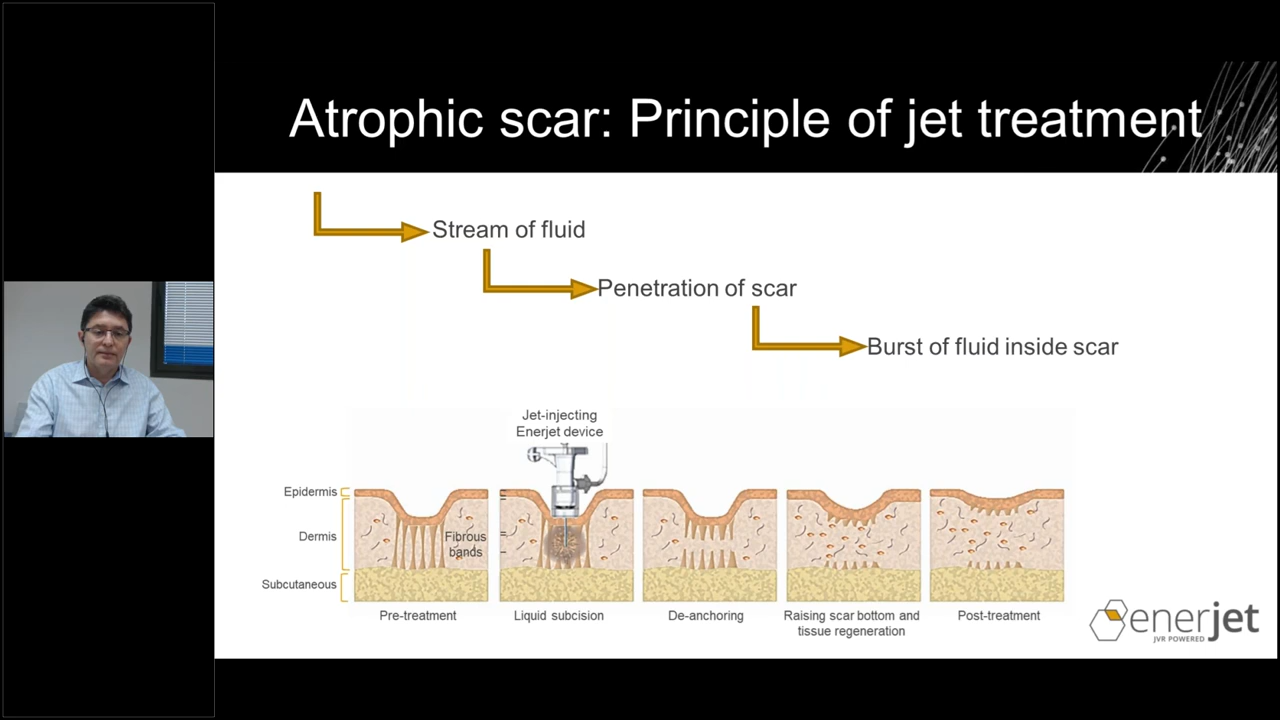 Atrophic scar: Principle of jet treatment
Stream of fluid
Penetration of scar
Burst of fluid inside scar
Jet-injecting
Enerjet device
Epidermis
Dermis
Fibrous
bands
Subcutaneous
Pre-treatment
Liquid subcision
De-anchoring
Raising scar bottom and
tissue regeneration
Post-treatment
enerjet
JVR POWERED